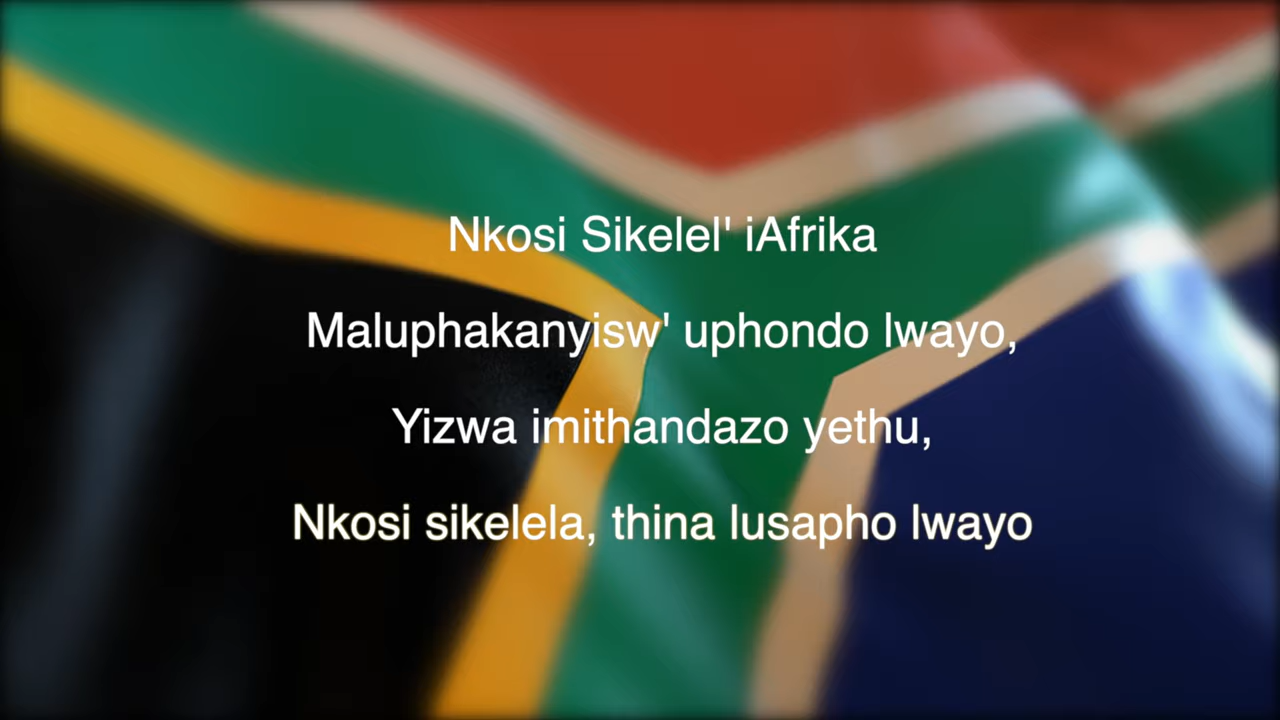 Nkosi Sikelel' iAfrika
Maluphakanyisw' uphondo lwayo,
Yizwa imithandazo yethu,
Nkosi sikelela, thina lusapho lwayo